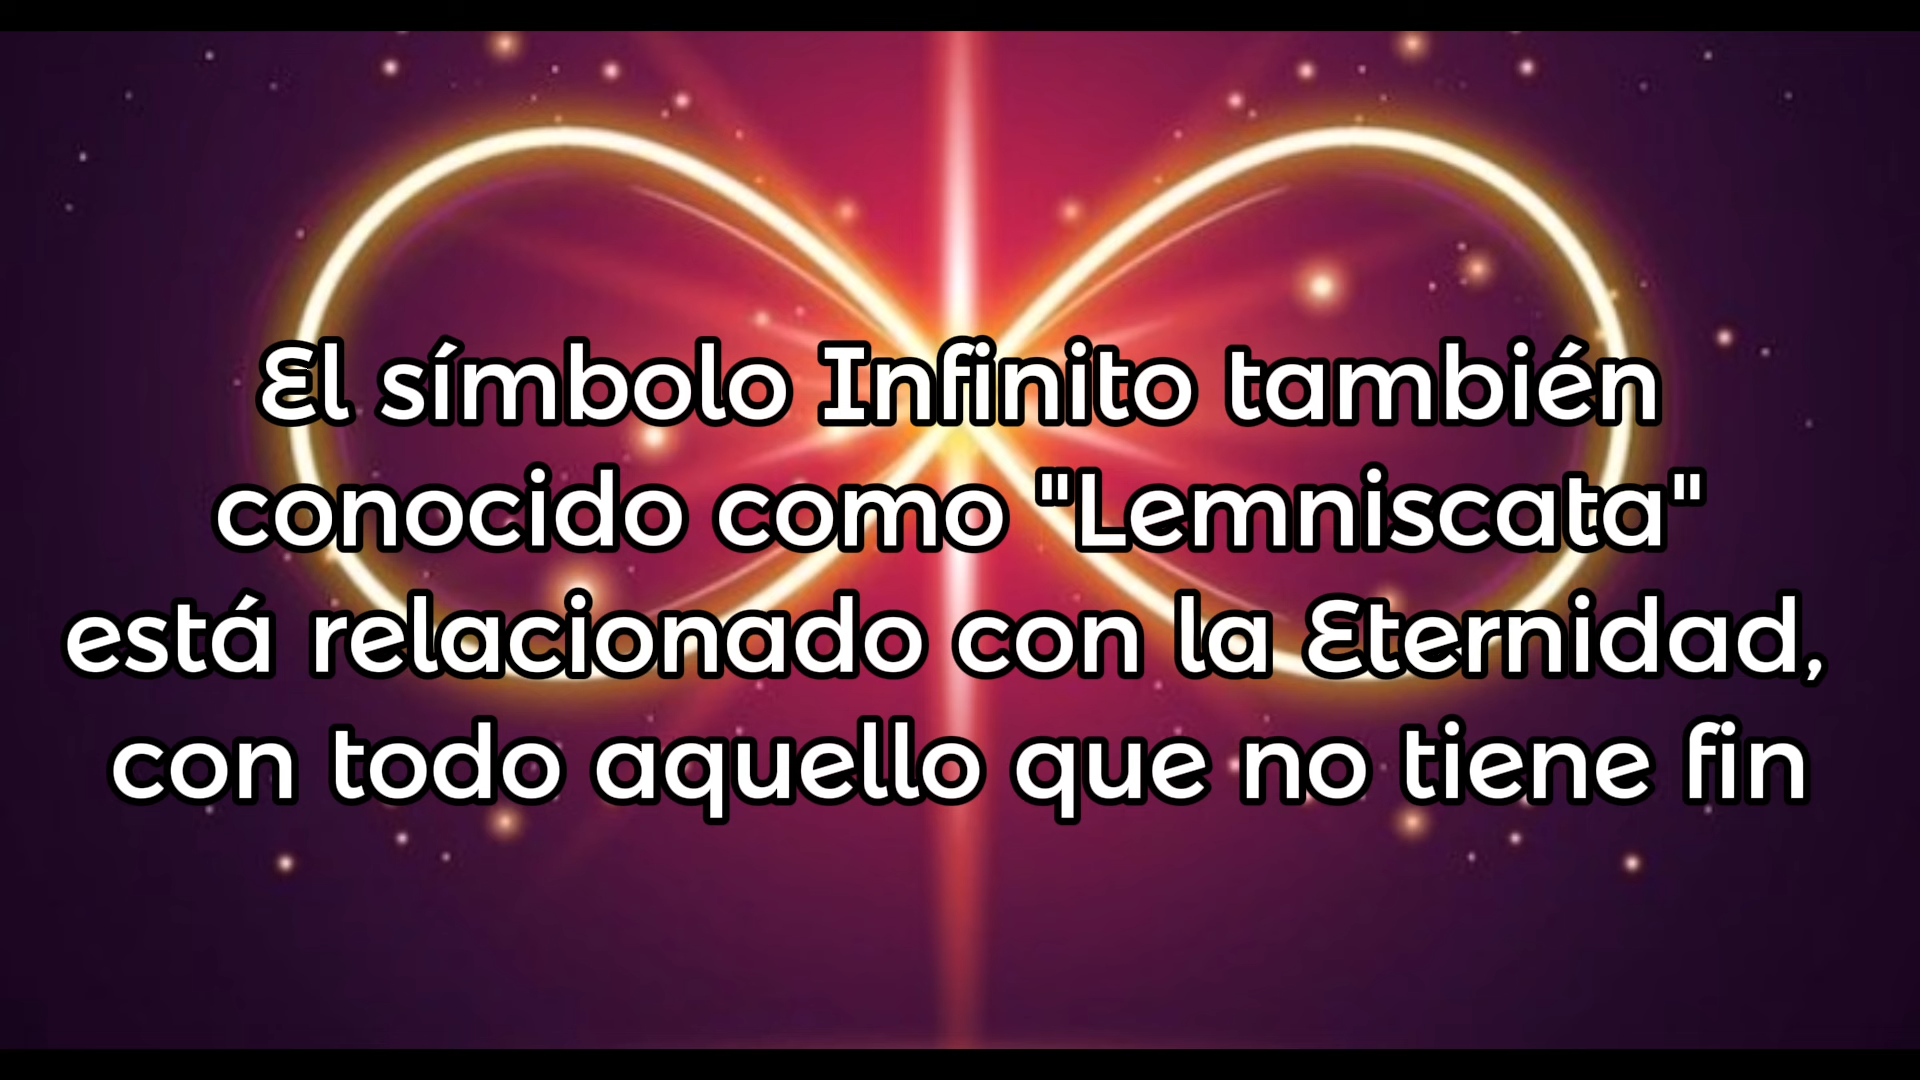 El símbolo Infinito también
conocido como "Lemniscata"
está relacionado con la Eternidad,
con todo aquello que no tiene fin